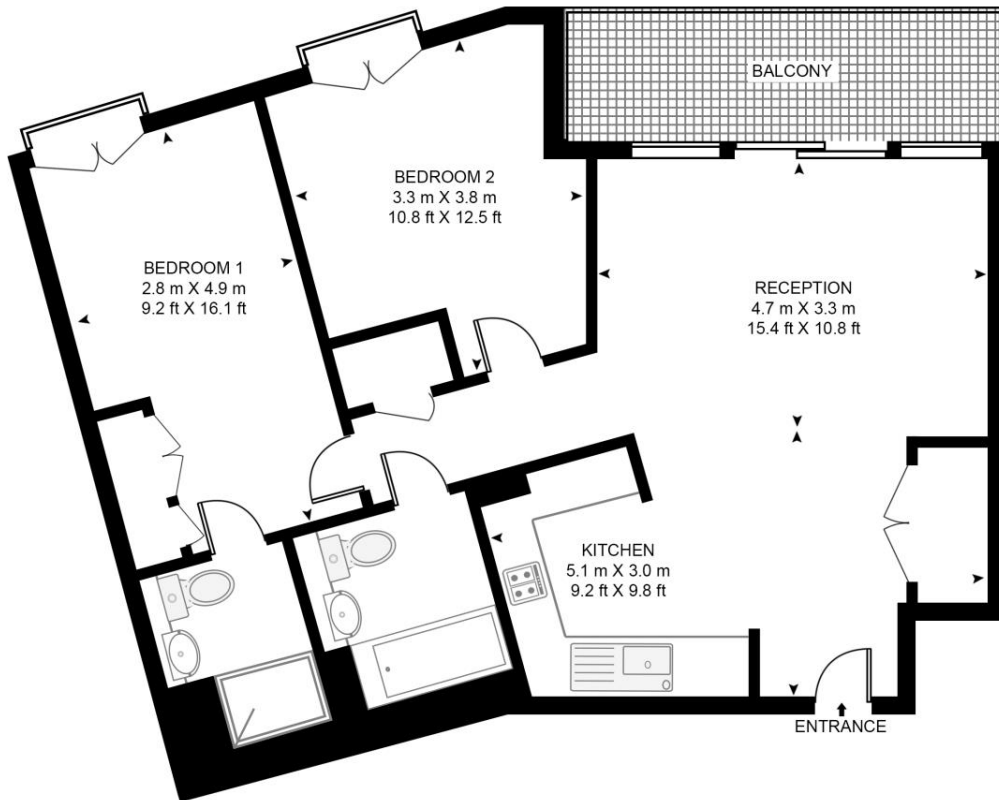 BALCONY
BEDROOM 2
3.3 m X 3.8 m
10.8 ft X 12.5 ft
BEDROOM 1
2.8 m X 4.9 m
9.2 ft X 16.1 ft
RECEPTION
4.7 m X 3.3 m
15.4 ft X 10.8 ft
KITCHEN
5.1 m X 3.0 m
9.2 ft X 9.8 ft
ENTRANCE